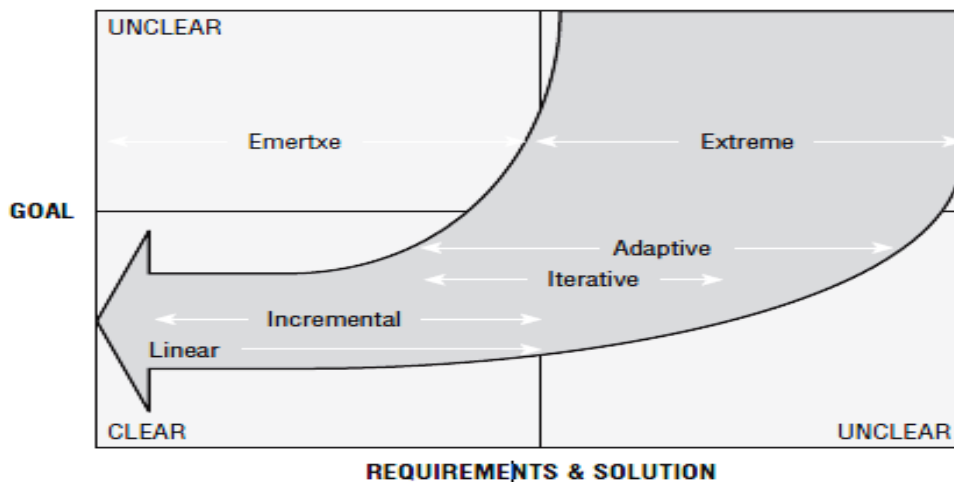 UNCLEAR
Emertxe
Extreme
GOAL
Adaptive
Iterative
Incremental
Linear
CLEAR
UNCLEAR
REQUIREMENTS & SOLUTION